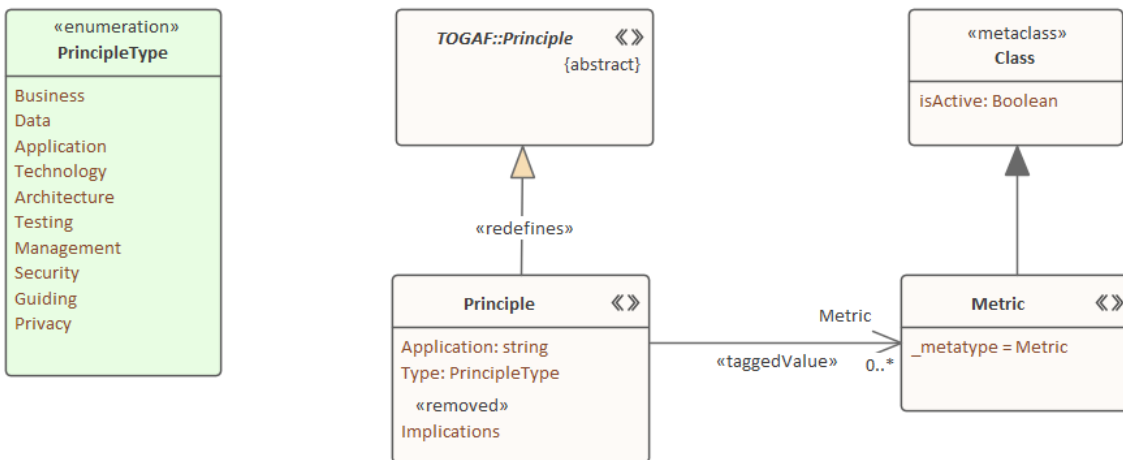 «enumeration»
PrincipleType
Business
Data
Application
Technology
Architecture
Testing
Management
Security
Guiding
Privacy
TOGAF::Principle
{abstract}
«metaclass»
Class
isActive: Boolean
«redefines»
Principle
Application: string
Type: PrincipleType
«removed»
Implications
Metric
«taggedValue»
0..*
Metric
_metatype = Metric